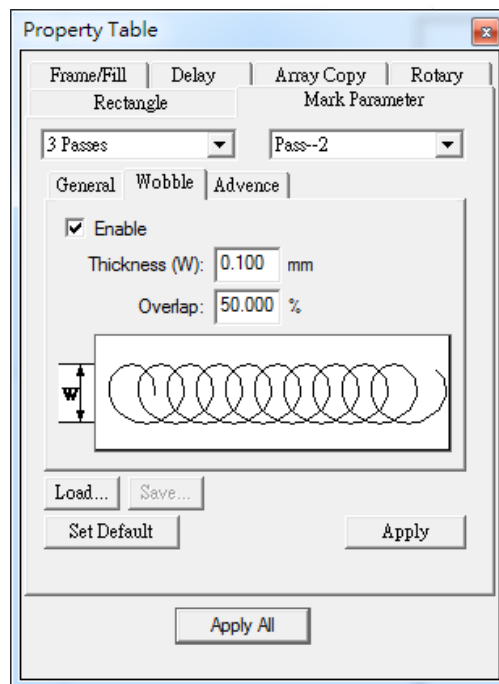 Property Table
Frame/Fill Delay Array Copy Rotary
Rectangle Mark Parameter
3 Passes Pass--2
General Wobble Advence
Enable
Thickness (W): 0.100 mm
Overlap: 50.000 %
W
Load... Save...
Set Default Apply
Apply All